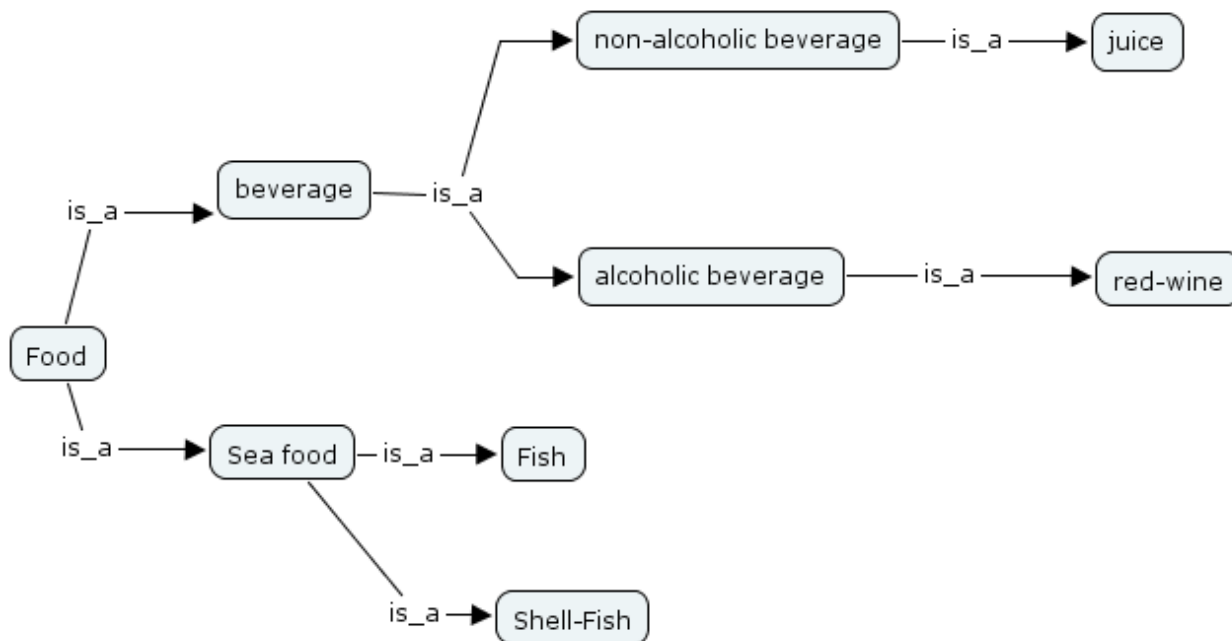 non-alcoholic beverage is_a juice
is_a beverage is_a
alcoholic beverage is_a red-wine
Food
is_a Sea food is_a Fish
is_a Shell-Fish